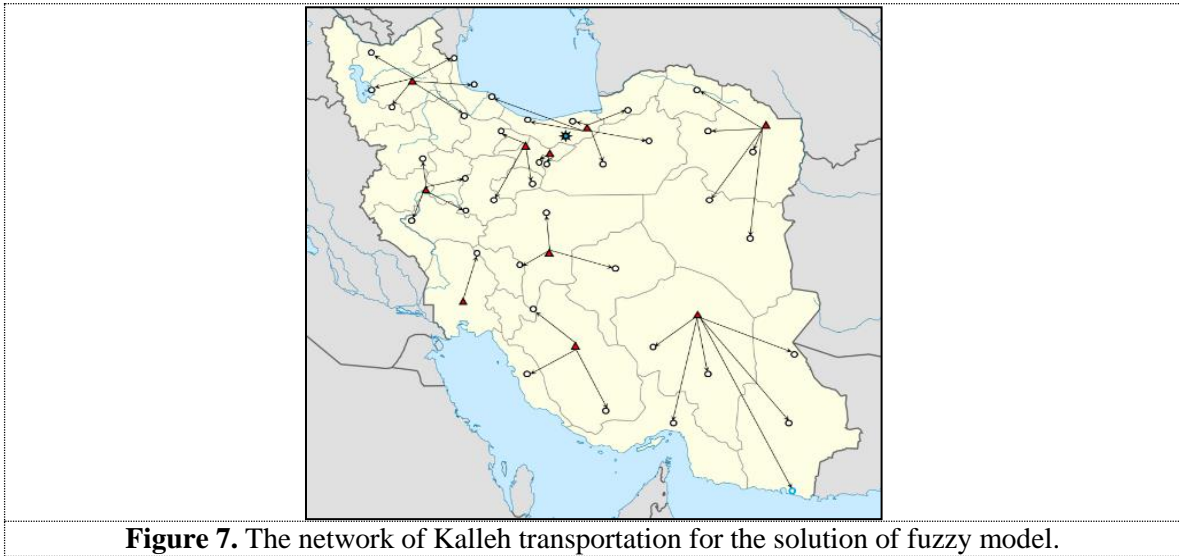 Figure 7. The network of Kalleh transportation for the solution of fuzzy model.